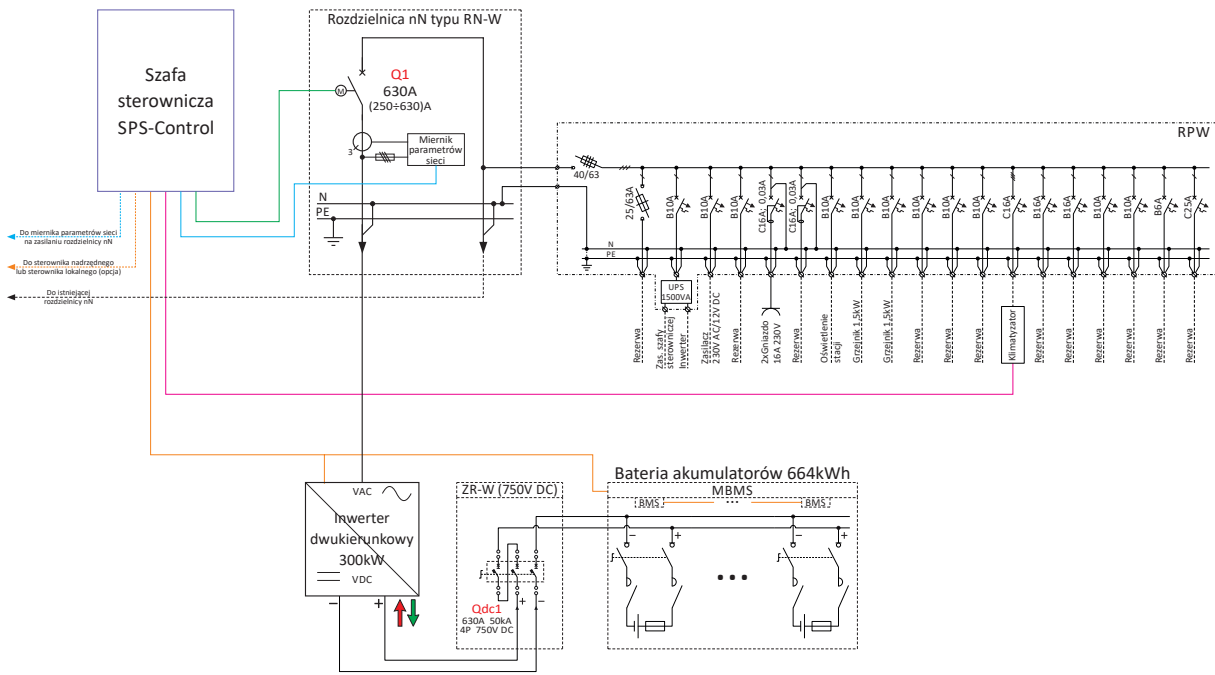 Szafa
sterownicza
SPS-Control
Rozdzielnica nN typu RN-W
Q1
630A
(250÷630)A
M
3
Miernik
parametrów
sieci
N
PE
Do miernika parametrów sieci
na zasilaniu rozdzielnicy nN
Do sterownika nadrzędnego
lub sterownika lokalnego (opcja)
Do istniejącej
rozdzielnicy nN
RPW
40/63
25/63A
B10A
B10A
B10A
C16A; 0,03A
C16A; 0,03A
B10A
B10A
B10A
B10A
B10A
B10A
C16A
B16A
B10A
B10A
B10A
B6A
C25A
N
PE
UPS
1500VA
Rezerwa
Zas. szafy
sterowniczej
Inwerter
Zasilacz
230V AC/12V DC
Rezerwa
2xGniazdo
16A 230V
Rezerwa
Oświetlenie
stacji
Grzejnik 1.5kW
Grzejnik 1.5kW
Rezerwa
Rezerwa
Rezerwa
Klimatyzator
Rezerwa
Rezerwa
Rezerwa
Rezerwa
Rezerwa
Rezerwa
VAC
Inwerter
dwukierunkowy
300kW
VDC
− +
ZR-W (750V DC)
Qdc1
630A 50kA
4P 750V DC
+ −
Bateria akumulatorów 664kWh
MBMS
BMS ... BMS
− + − +